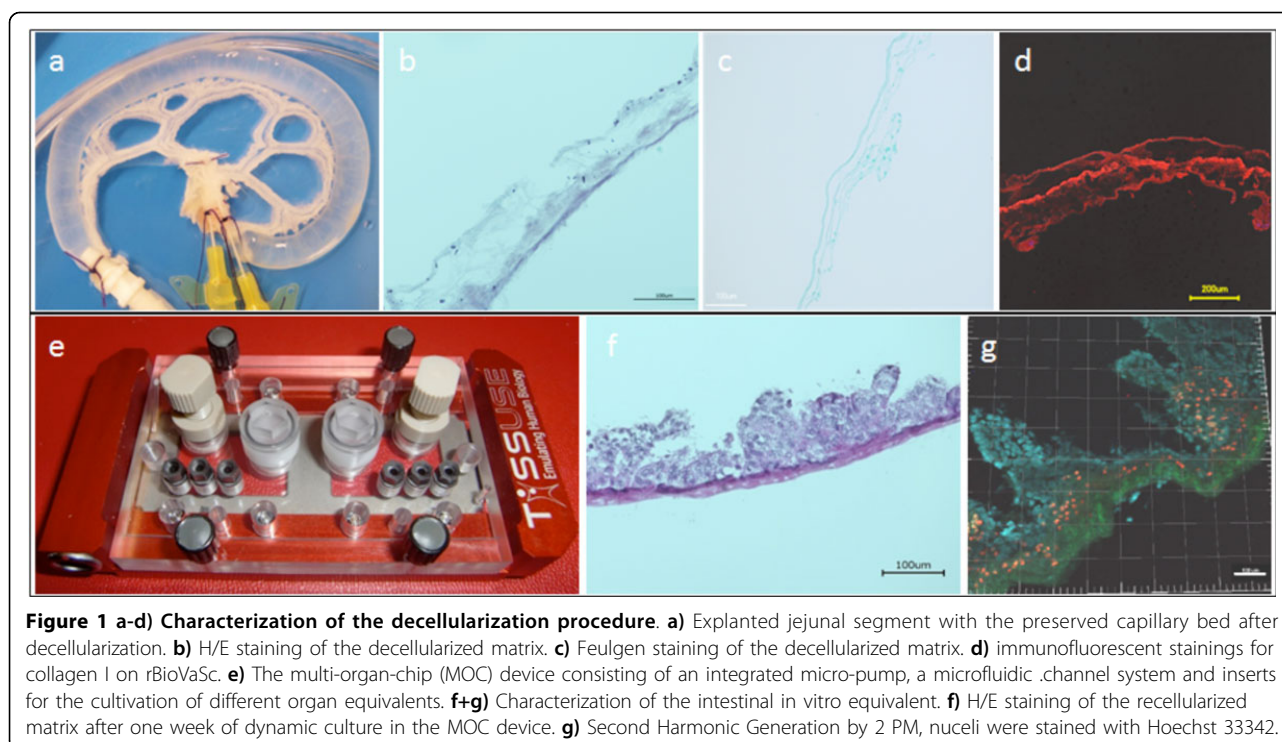 a
b
c
d
100um
200um
e
f
g
TISSUSE
Emulating Human Biology
100um
Figure 1 a-d) Characterization of the decellularization procedure. a) Explanted jejunal segment with the preserved capillary bed after
decellularization. b) H/E staining of the decellularized matrix. c) Feulgen staining of the decellularized matrix. d) immunofluorescent stainings for
collagen I on rBioVaSc. e) The multi-organ-chip (MOC) device consisting of an integrated micro-pump, a microfluidic .channel system and inserts
for the cultivation of different organ equivalents. f+g) Characterization of the intestinal in vitro equivalent. f) H/E staining of the recellularized
matrix after one week of dynamic culture in the MOC device. g) Second Harmonic Generation by 2 PM, nuceli were stained with Hoechst 33342.